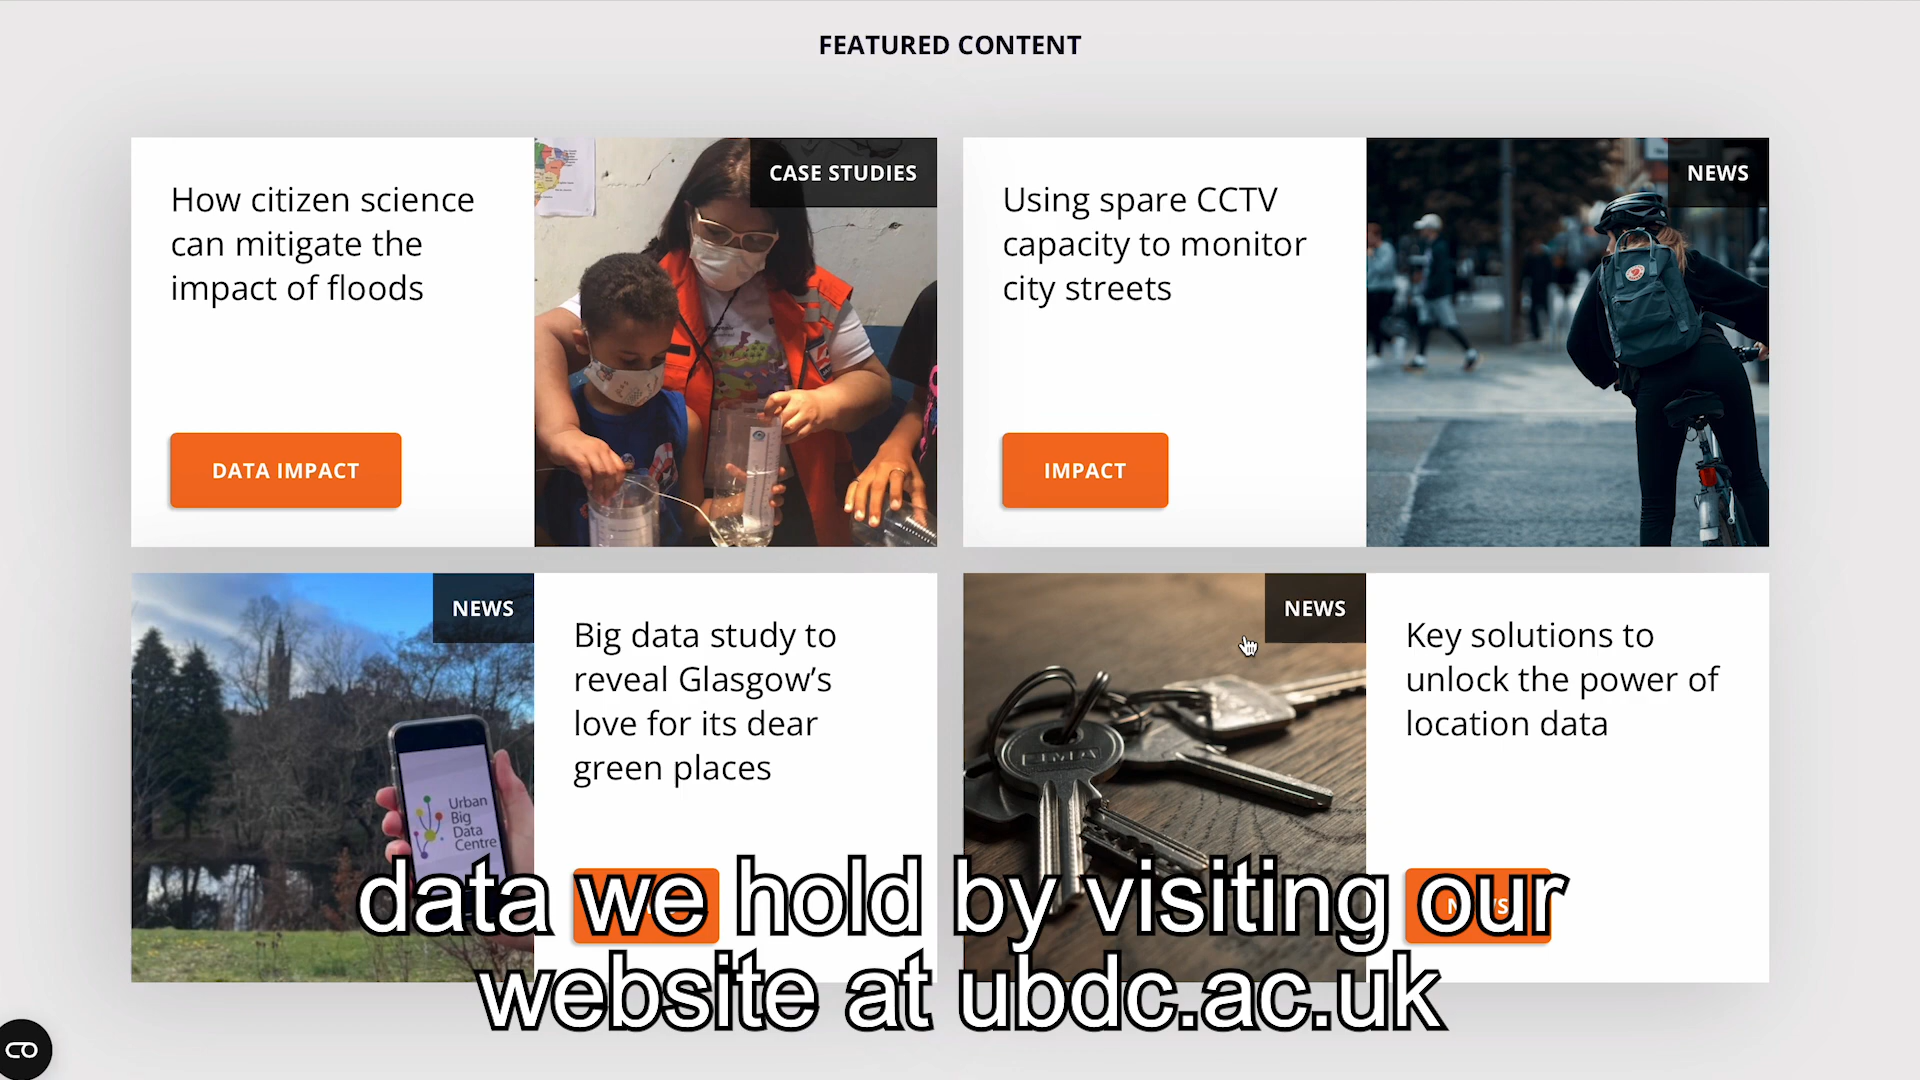 FEATURED CONTENT
How citizen science
can mitigate the
impact of floods
DATA IMPACT
CASE STUDIES
Using spare CCTV
capacity to monitor
city streets
IMPACT
NEWS
NEWS
Urban
Big
Data
Centre
Big data study to
reveal Glasgow’s
love for its dear
green places
NEWS
Key solutions to
unlock the power of
location data
data we hold by visiting our
website at ubdc.ac.uk